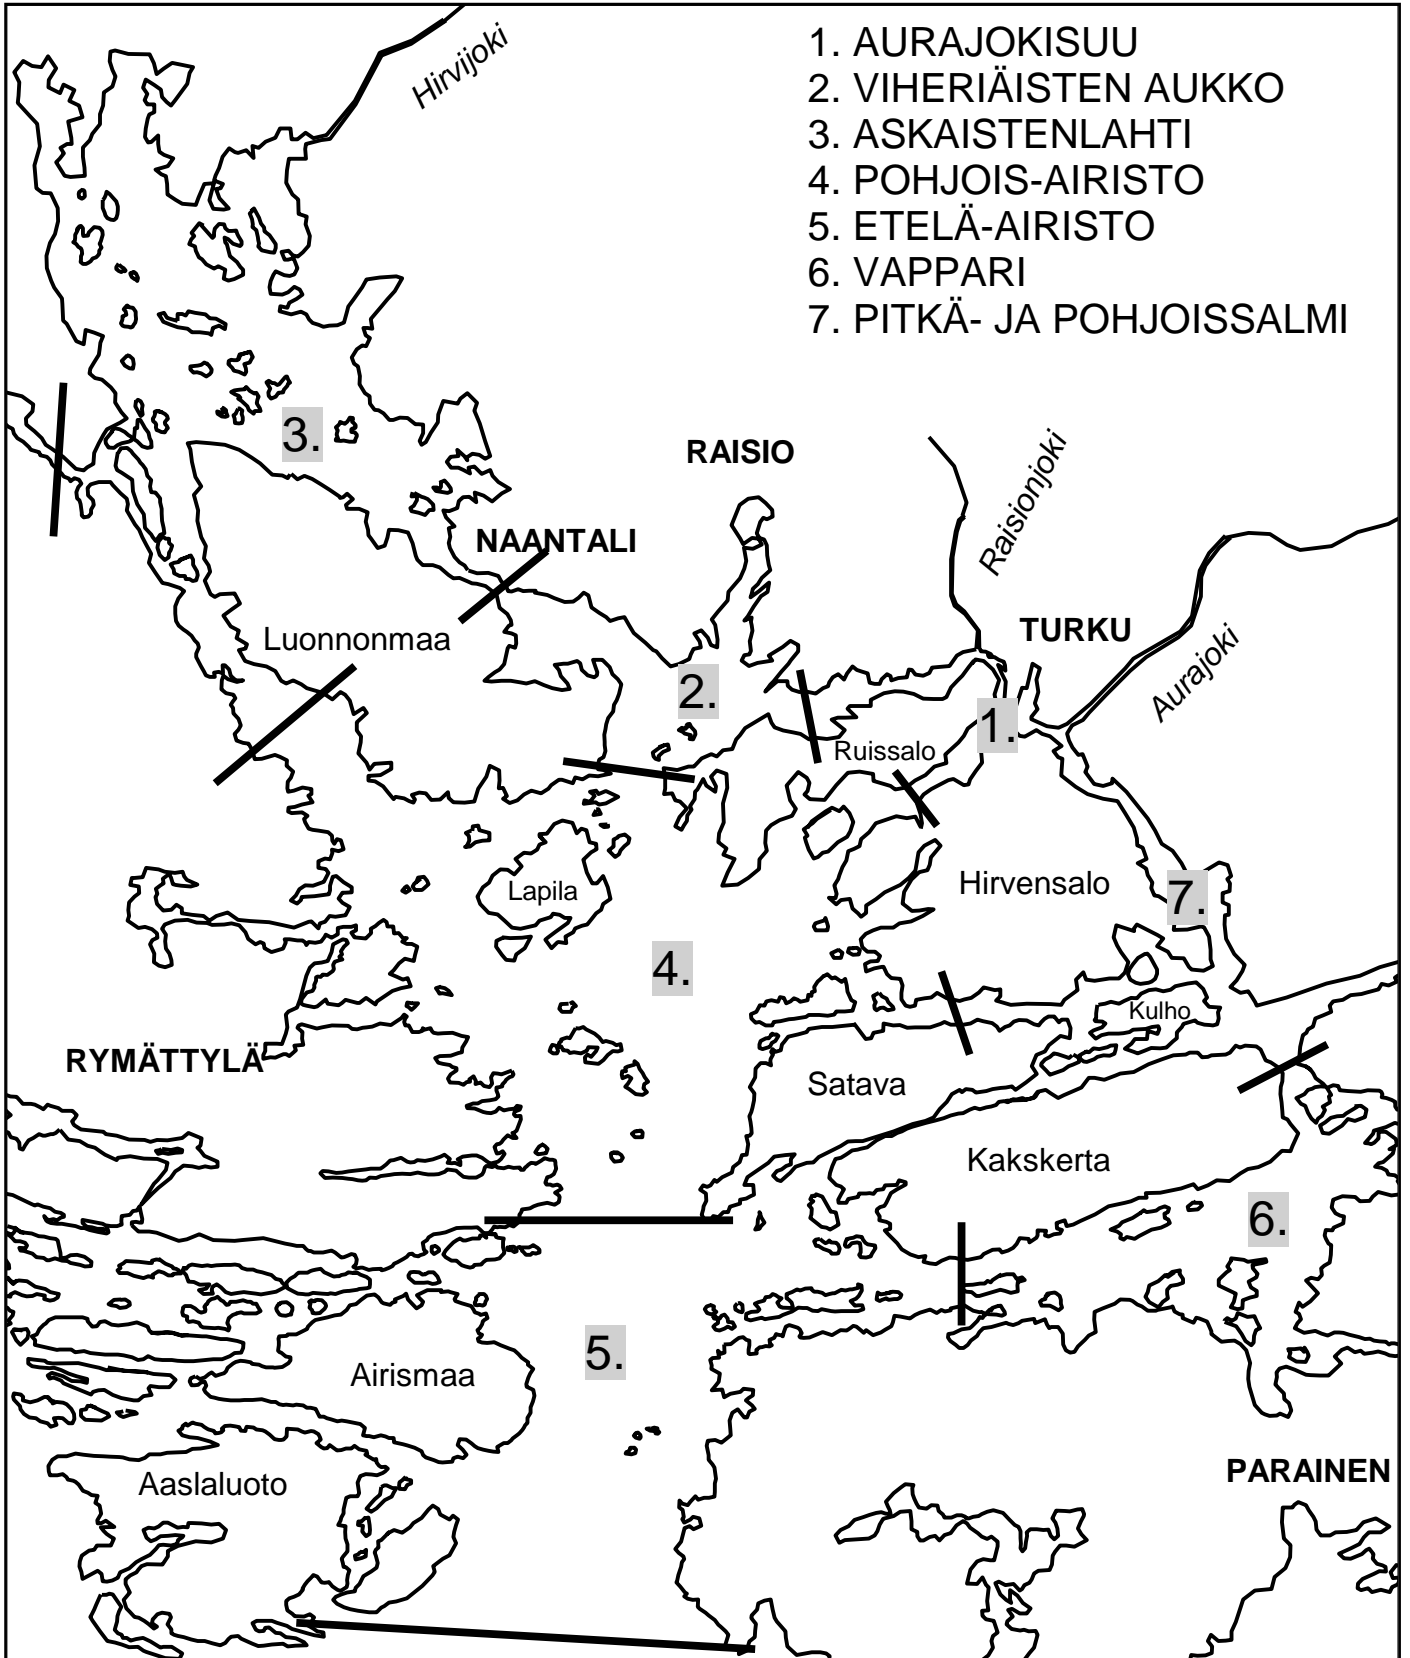 Hirvijoki
1. AURAJOKISUU
2. VIHERIÄISTEN AUKKO
3. ASKAISTENLAHTI
4. POHJOIS-AIRISTO
5. ETELÄ-AIRISTO
6. VAPPARI
7. PITKÄ- JA POHJOISSALMI
3.
RAISIO
Raisionjoki
NAANTALI
TURKU
Luonnonmaa
Aurajoki
2.
1.
Ruissalo
Lapila
Hirvensalo
7.
4.
Kulho
RYMÄTTYLÄ
Satava
Kakskerta
6.
5.
Airismaa
PARAINEN
Aaslaluoto